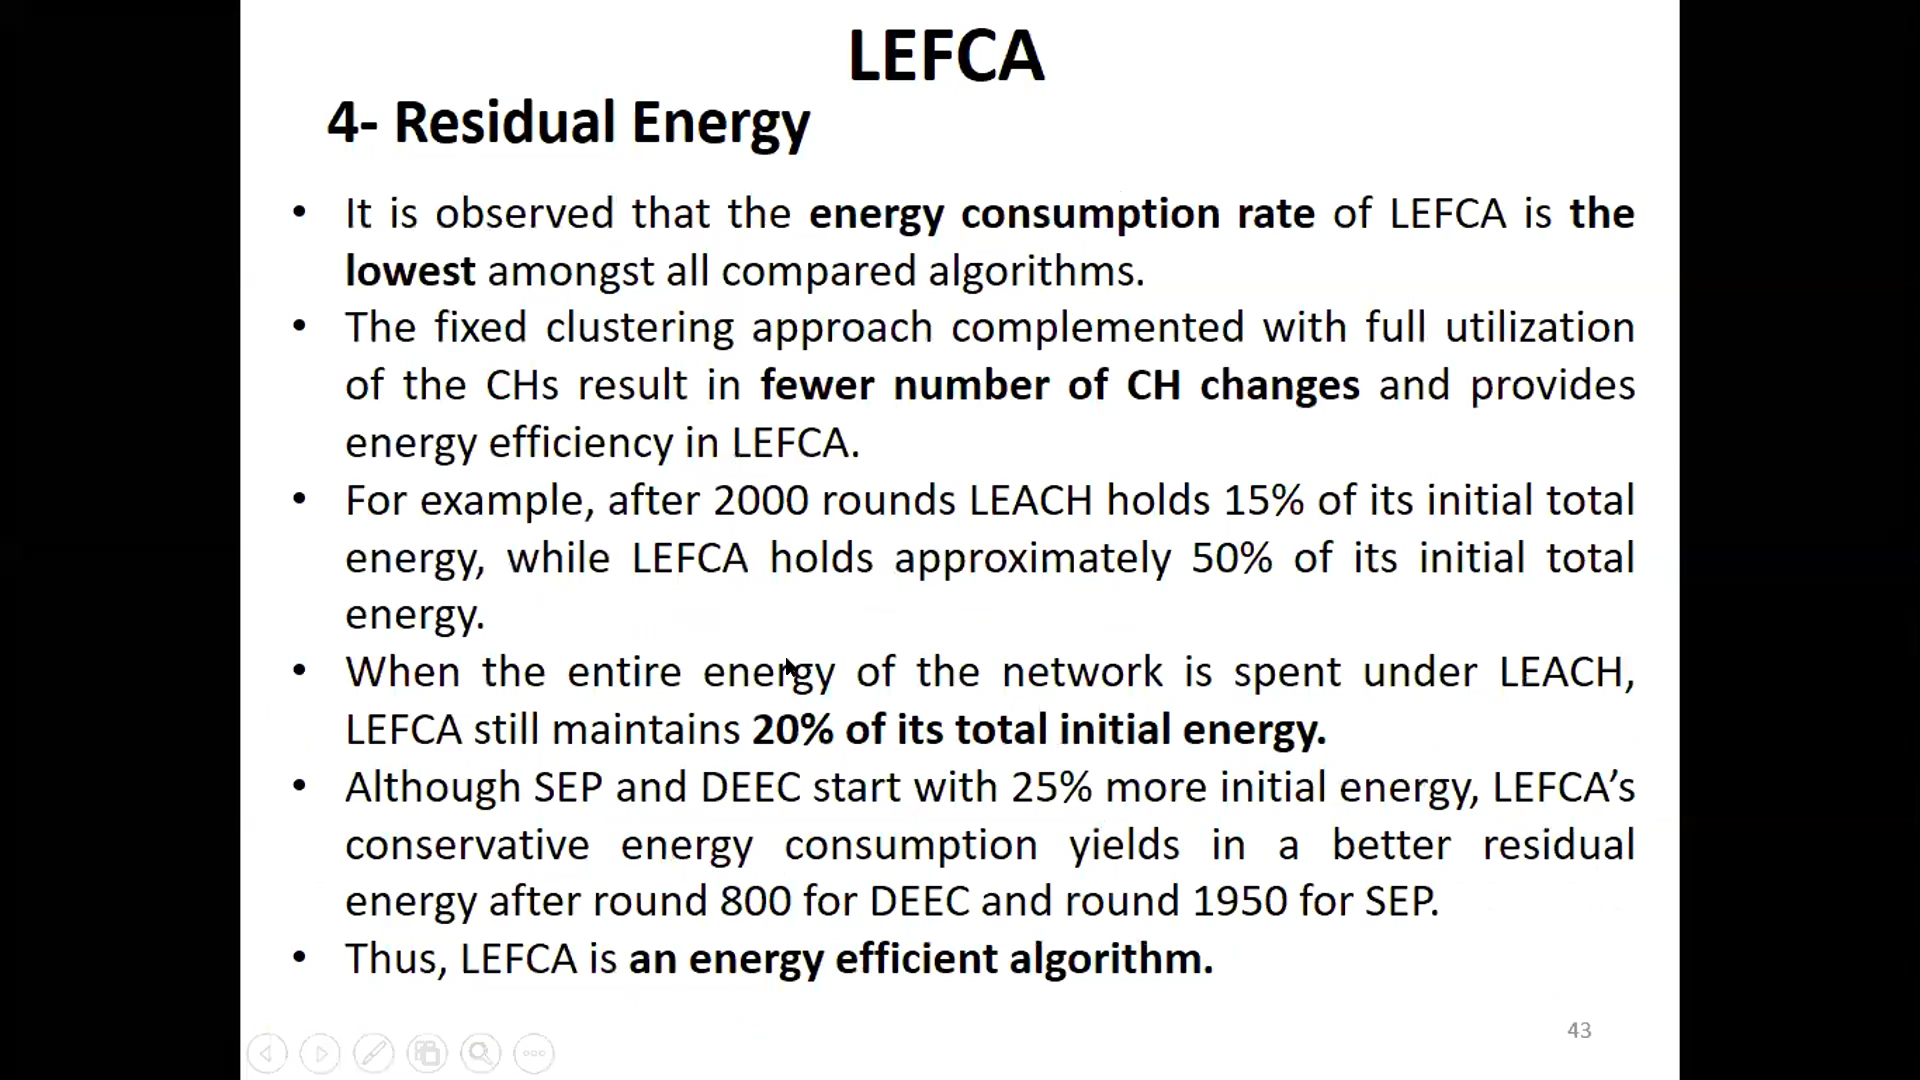 LEFCA
4- Residual Energy
• It is observed that the energy consumption rate of LEFCA is the
lowest amongst all compared algorithms.
• The fixed clustering approach complemented with full utilization
of the CHs result in fewer number of CH changes and provides
energy efficiency in LEFCA.
• For example, after 2000 rounds LEACH holds 15% of its initial total
energy, while LEFCA holds approximately 50% of its initial total
energy.
• When the entire energy of the network is spent under LEACH,
LEFCA still maintains 20% of its total initial energy.
• Although SEP and DEEC start with 25% more initial energy, LEFCA’s
conservative energy consumption yields in a better residual
energy after round 800 for DEEC and round 1950 for SEP.
• Thus, LEFCA is an energy efficient algorithm.
43